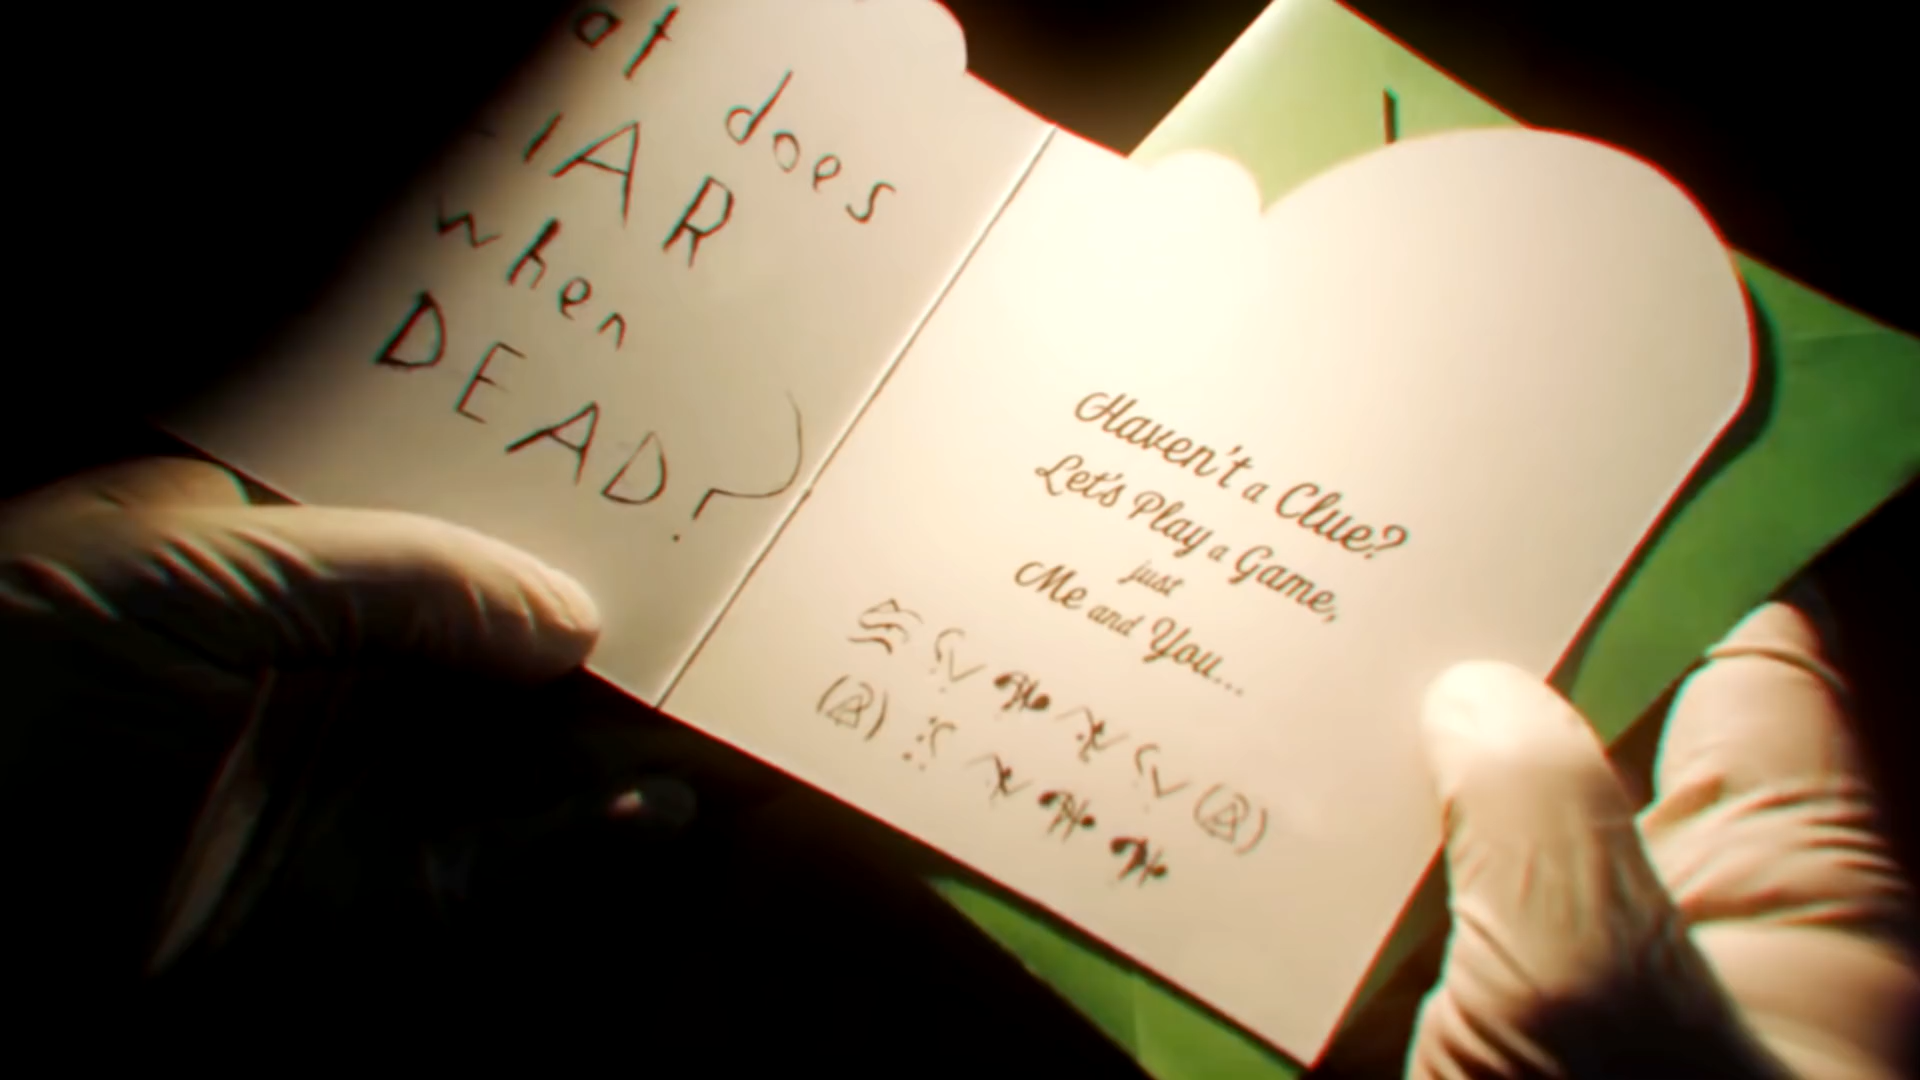 at does
IAR
when
DEAD?
Haven't a Clue?
Let's Play a Game,
just
Me and You...